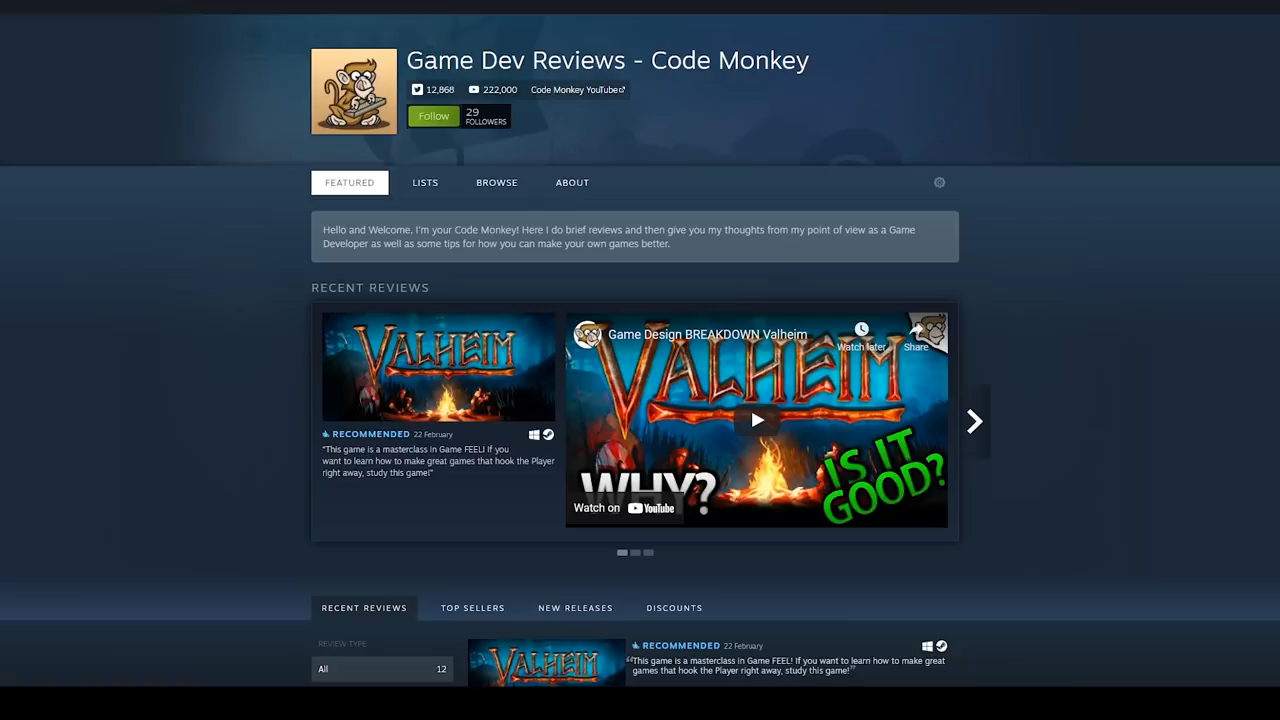 Game Dev Reviews - Code Monkey
12,868 222,000 Code Monkey YouTube
Follow 29 FOLLOWERS
FEATURED LISTS BROWSE ABOUT
Hello and Welcome, I'm your Code Monkey! Here I do brief reviews and then give you my thoughts from my point of view as a Game
Developer as well as some tips for how you can make your own games better.
RECENT REVIEWS
VALHEIM
RECOMMENDED 22 February
"This game is a masterclass in Game FEEL! If you
want to learn how to make great games that hook the Player
right away, study this game!"
Game Design BREAKDOWN Valheim
Watch later Share
VALHEIM
WHY?
IS IT
GOOD?
Watch on YouTube
RECENT REVIEWS TOP SELLERS NEW RELEASES DISCOUNTS
REVIEW TYPE
All 12
VALHEIM
RECOMMENDED 22 February
"This game is a masterclass in Game FEEL! If you want to learn how to make great
games that hook the Player right away, study this game!"